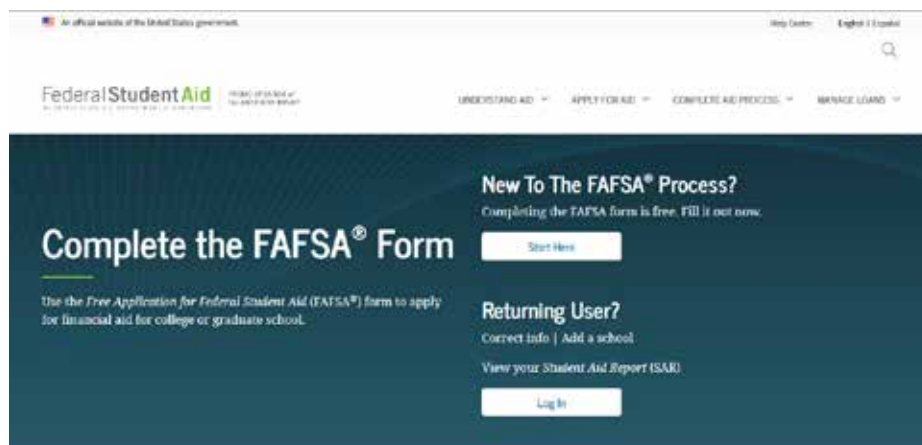 An official website of the United States government.
Help Center English | Español
FederalStudentAid
UNDERSTAND AID APPLY FOR AID COMPLETE AID PROCESS MANAGE LOANS
Complete the FAFSA® Form
Use the Free Application for Federal Student Aid (FAFSA®) form to apply
for financial aid for college or graduate school.
New To The FAFSA® Process?
Completing the FAFSA form is free. Fill it out now.
Start Here
Returning User?
Correct info | Add a school
View your Student Aid Report (SAR)
Log In